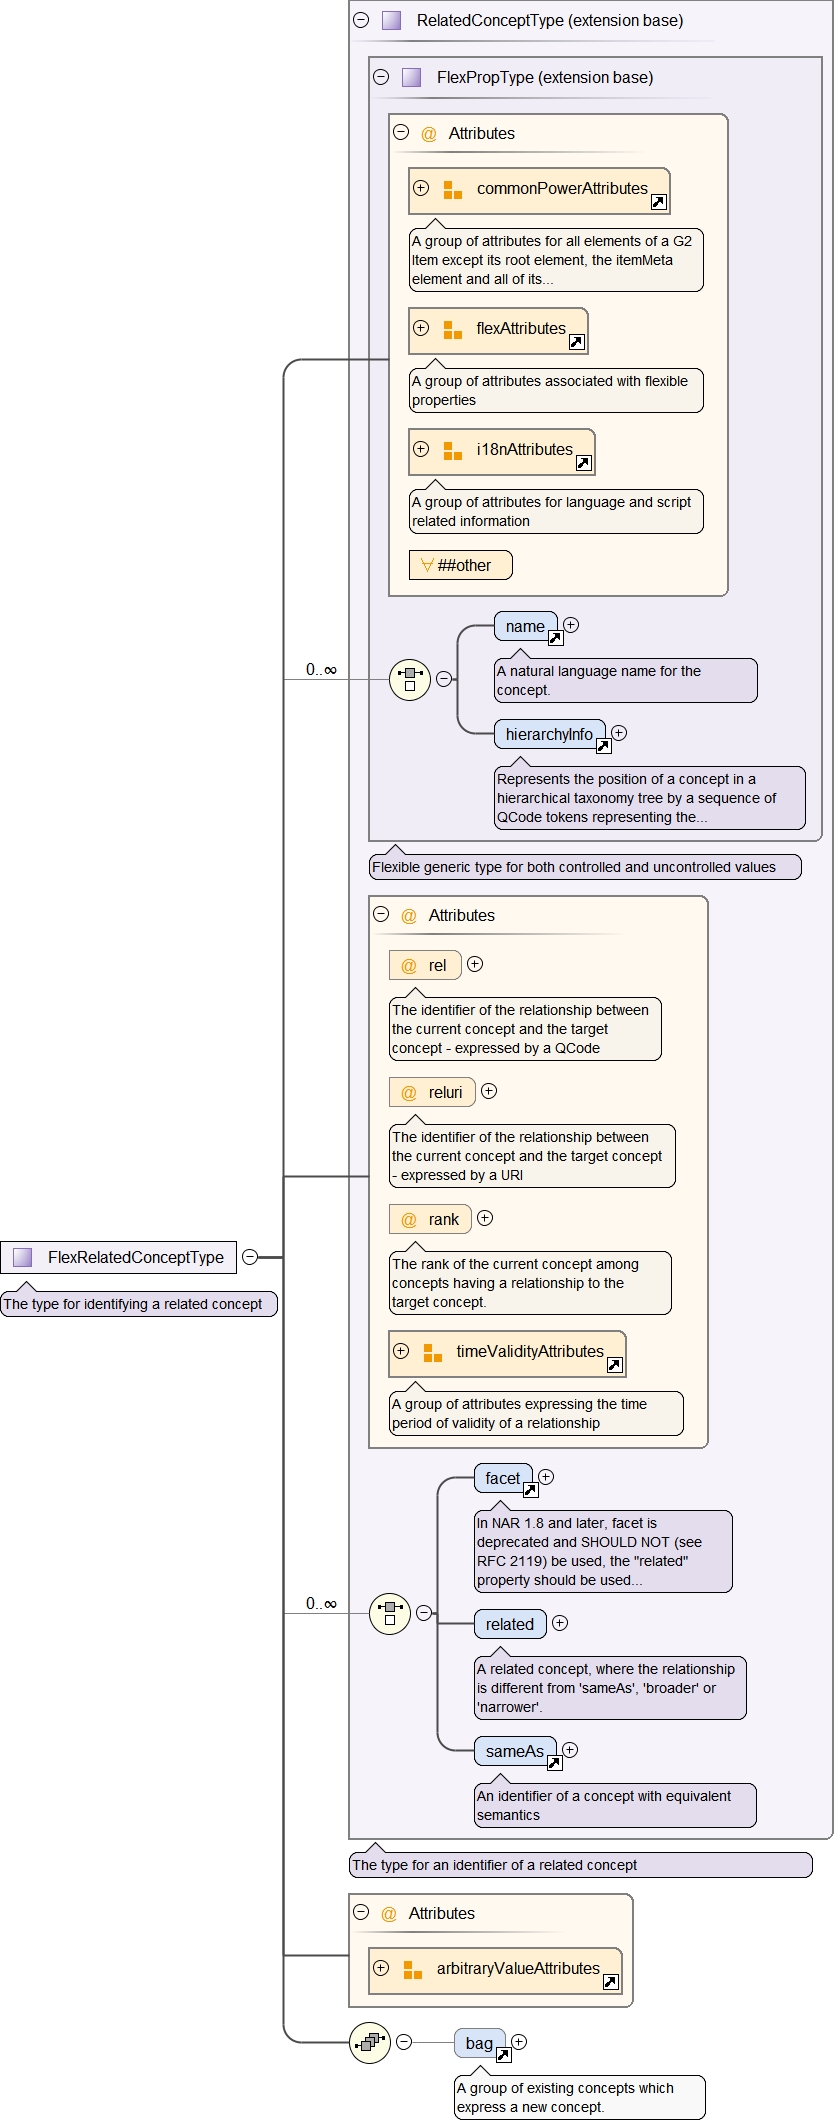 RelatedConceptType (extension base)
FlexPropType (extension base)
@ Attributes
commonPowerAttributes
A group of attributes for all elements of a G2
Item except its root element, the itemMeta
element and all of its...
flexAttributes
A group of attributes associated with flexible
properties
i18nAttributes
A group of attributes for language and script
related information
##other
0..∞
name
A natural language name for the
concept.
hierarchyInfo
Represents the position of a concept in a
hierarchical taxonomy tree by a sequence of
QCode tokens representing the...
Flexible generic type for both controlled and uncontrolled values
@ Attributes
@ rel
The identifier of the relationship between
the current concept and the target
concept - expressed by a QCode
@ reluri
The identifier of the relationship between
the current concept and the target concept
- expressed by a URI
@ rank
The rank of the current concept among
concepts having a relationship to the
target concept.
FlexRelatedConceptType
The type for identifying a related concept
timeValidityAttributes
A group of attributes expressing the time
period of validity of a relationship
facet
In NAR 1.8 and later, facet is
deprecated and SHOULD NOT (see
RFC 2119) be used, the "related"
property should be used...
0..∞
related
A related concept, where the relationship
is different from 'sameAs', 'broader' or
'narrower'.
sameAs
An identifier of a concept with equivalent
semantics
The type for an identifier of a related concept
@ Attributes
arbitraryValueAttributes
bag
A group of existing concepts which
express a new concept.